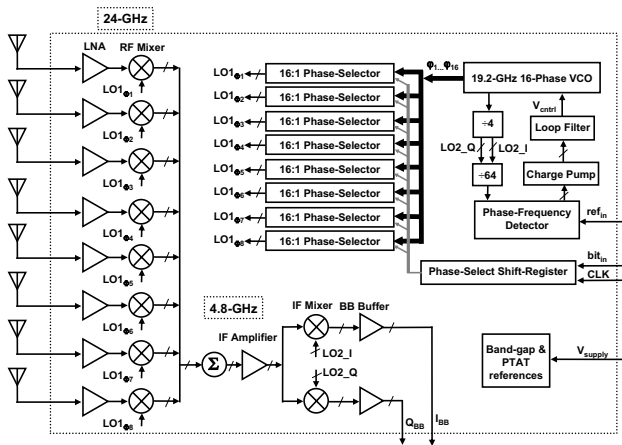 24-GHz
LNA
RF Mixer
LO1Φ1
LO1Φ2
LO1Φ3
LO1Φ4
LO1Φ5
LO1Φ6
LO1Φ7
LO1Φ8
LO1Φ1
16:1 Phase-Selector
LO1Φ2
16:1 Phase-Selector
LO1Φ3
16:1 Phase-Selector
LO1Φ4
16:1 Phase-Selector
LO1Φ5
16:1 Phase-Selector
LO1Φ6
16:1 Phase-Selector
LO1Φ7
16:1 Phase-Selector
LO1Φ8
16:1 Phase-Selector
φ1...φ16
19.2-GHz 16-Phase VCO
Vcntrl
÷4
Loop Filter
LO2_Q
LO2_I
÷64
Charge Pump
Phase-Frequency
Detector
refin
bitin
Phase-Select Shift-Register
CLK
4.8-GHz
IF Mixer
BB Buffer
IF Amplifier
LO2_I
Σ
LO2_Q
Band-gap &
PTAT
references
Vsupply
QBB
IBB